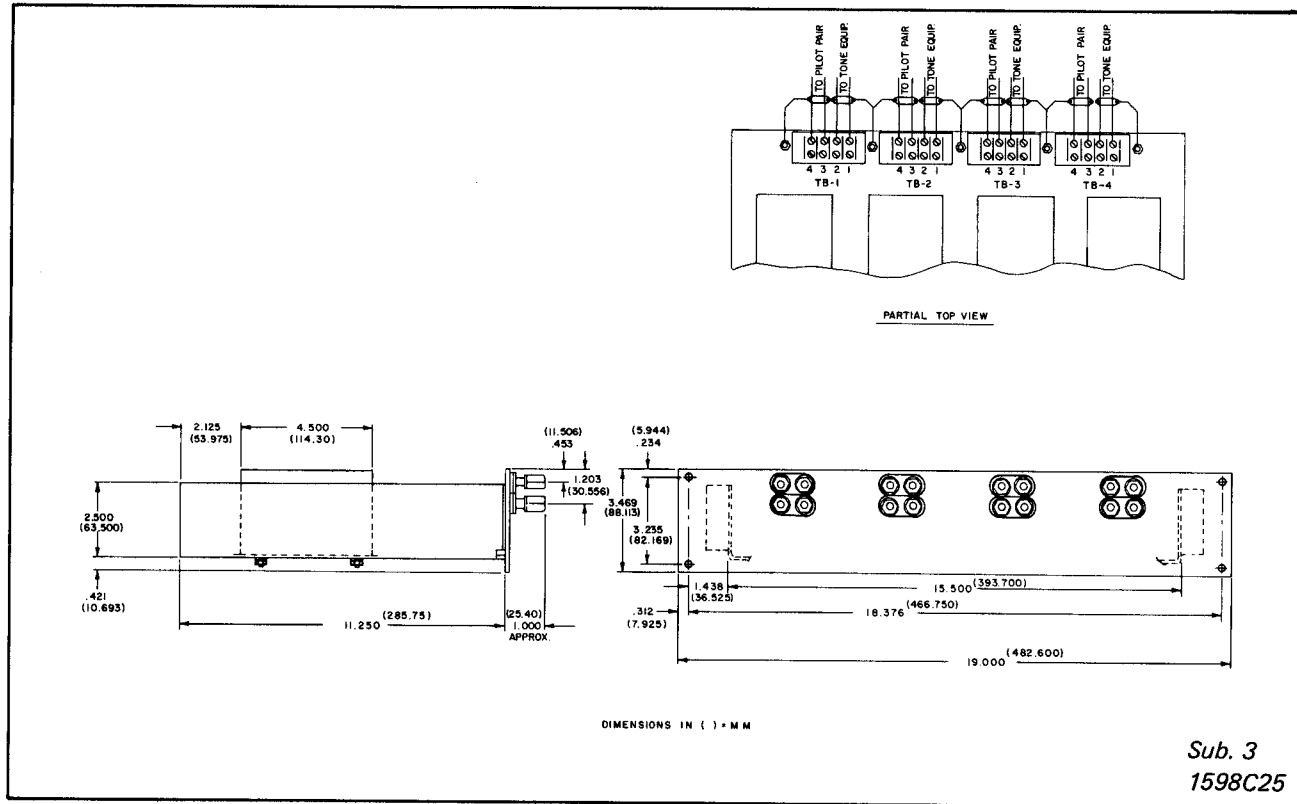 TO PILOT PAIR
TO TONE EQUIP.
TO PILOT PAIR
TO TONE EQUIP.
TO PILOT PAIR
TO TONE EQUIP.
TO PILOT PAIR
TO TONE EQUIP.
4 3 2 1
4 3 2 1
4 3 2 1
4 3 2 1
TB-1
TB-2
TB-3
TB-4
PARTIAL TOP VIEW
2.125
(53.975)
4.500
(114.30)
(11.506)
.453
1.203
(30.556)
2.500
(63,500)
.421
(10.693)
(285.75)
11.250
(25.40)
1.000
APPROX.
(5.944)
.234
3.469
(88.113)
3.235
(82.169)
1.438
(36.525)
15.500 (393.700)
.312
(7.925)
18.376 (466.750)
19.000 (482.600)
DIMENSIONS IN ( ) = MM
Sub. 3
1598C25